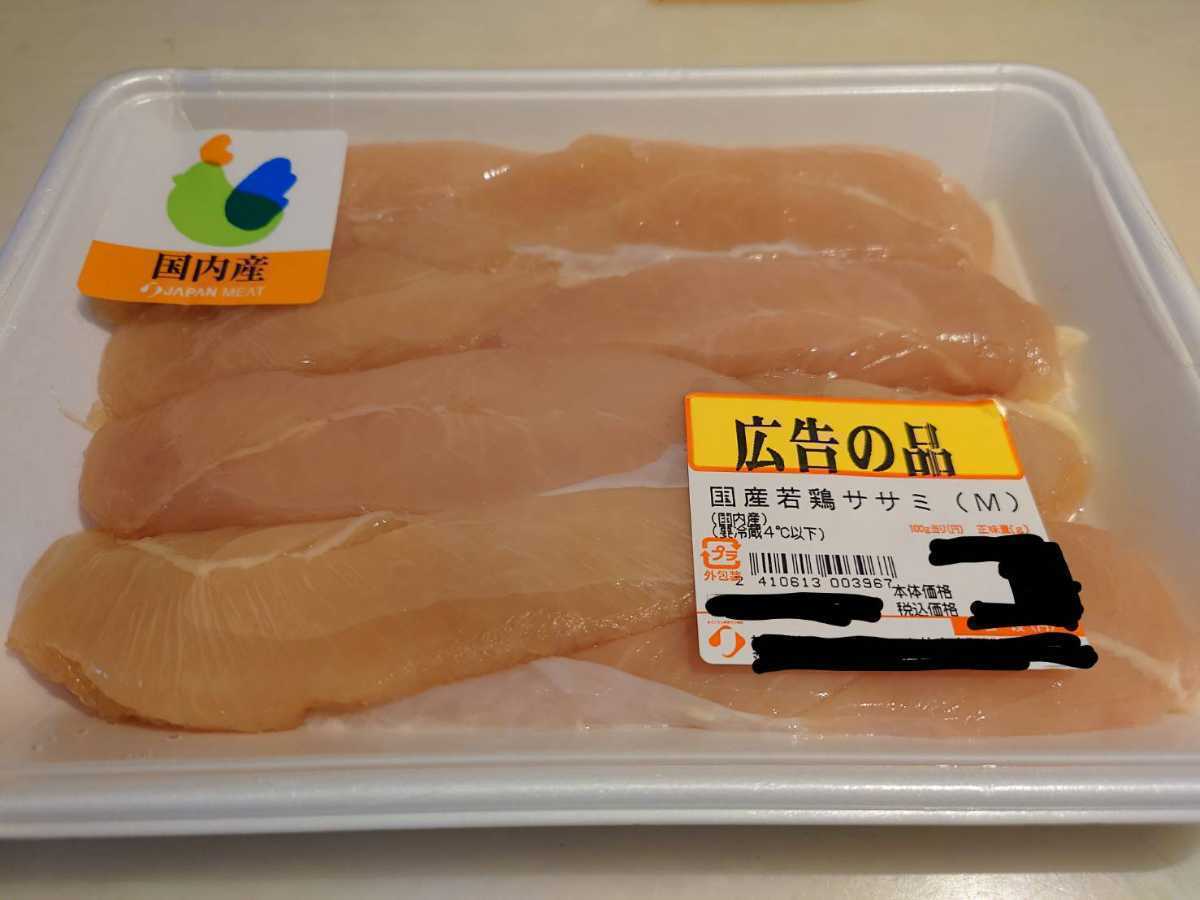 国内産
JAPAN MEAT
広告の品
国産若鶏ササミ(M)
(国内産)
(要冷蔵4℃以下)
100g当り(円) 正味量(g)
プラ
外包装
2 410613 003967
本体価格
税込価格